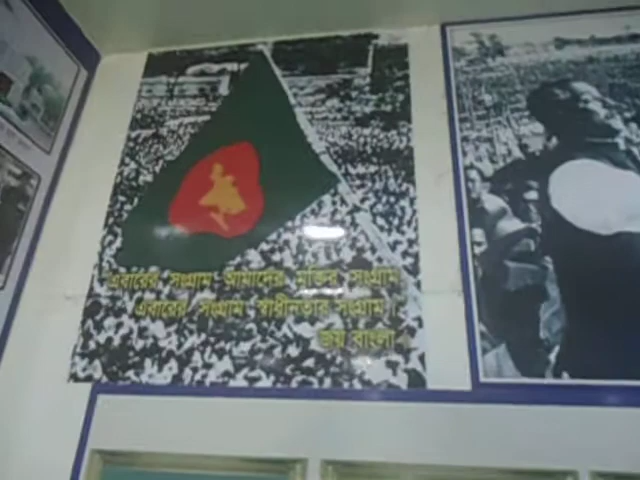 এবারের সংগ্রাম আমাদের মুক্তির সংগ্রাম
এবারের সংগ্রাম স্বাধীনতার সংগ্রাম।
জয় বাংলা।